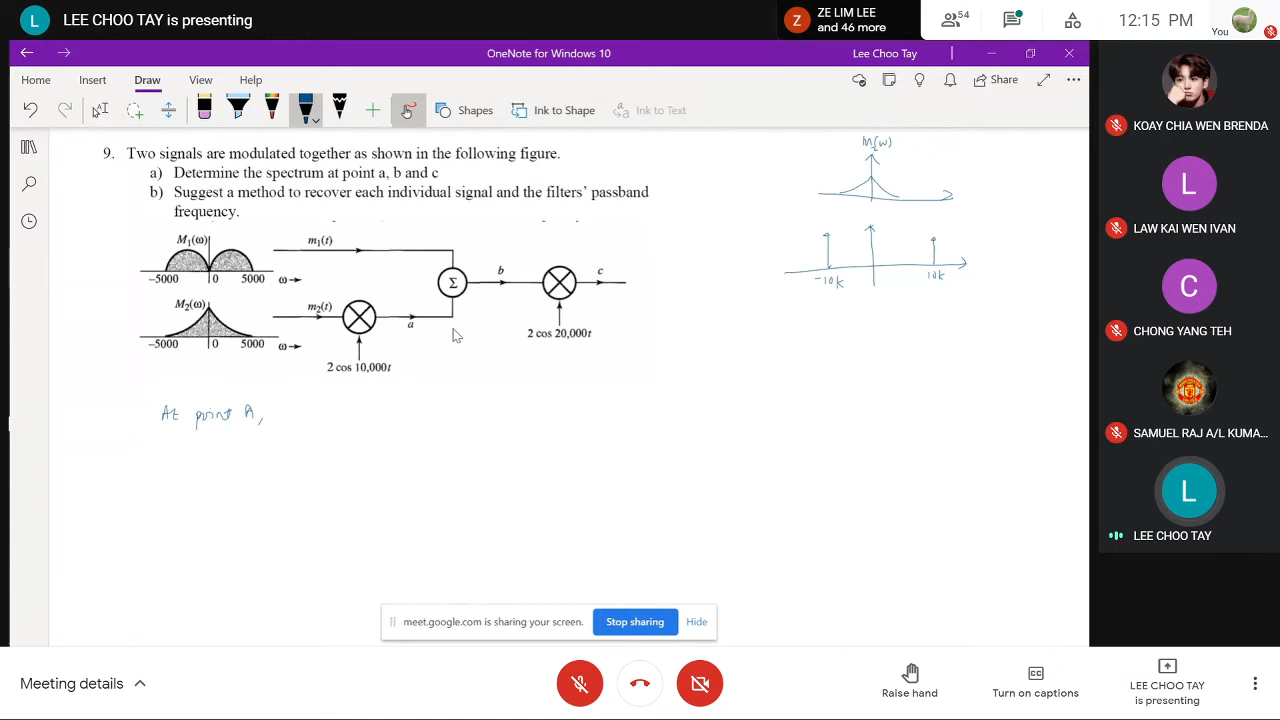 L LEE CHOO TAY is presenting
Z ZE LIM LEE and 46 more
54
12:15 PM
You
OneNote for Windows 10
Lee Choo Tay
Home Insert Draw View Help
Share
Shapes
Ink to Shape
Ink to Text
9. Two signals are modulated together as shown in the following figure.
a) Determine the spectrum at point a, b and c
b) Suggest a method to recover each individual signal and the filters' passband
frequency.
M₁(ω)
m₁(t)
−5000 0 5000 ω
b
Σ
c
M₂(ω)
m₂(t)
a
−5000 0 5000 ω
2 cos 10,000t
2 cos 20,000t
At point A,
-10k
10k
meet.google.com is sharing your screen.
Stop sharing
Hide
KOAY CHIA WEN BRENDA
L
LAW KAI WEN IVAN
C
CHONG YANG TEH
SAMUEL RAJ A/L KUMA...
L
LEE CHOO TAY
Meeting details
Raise hand
CC
Turn on captions
LEE CHOO TAY
is presenting